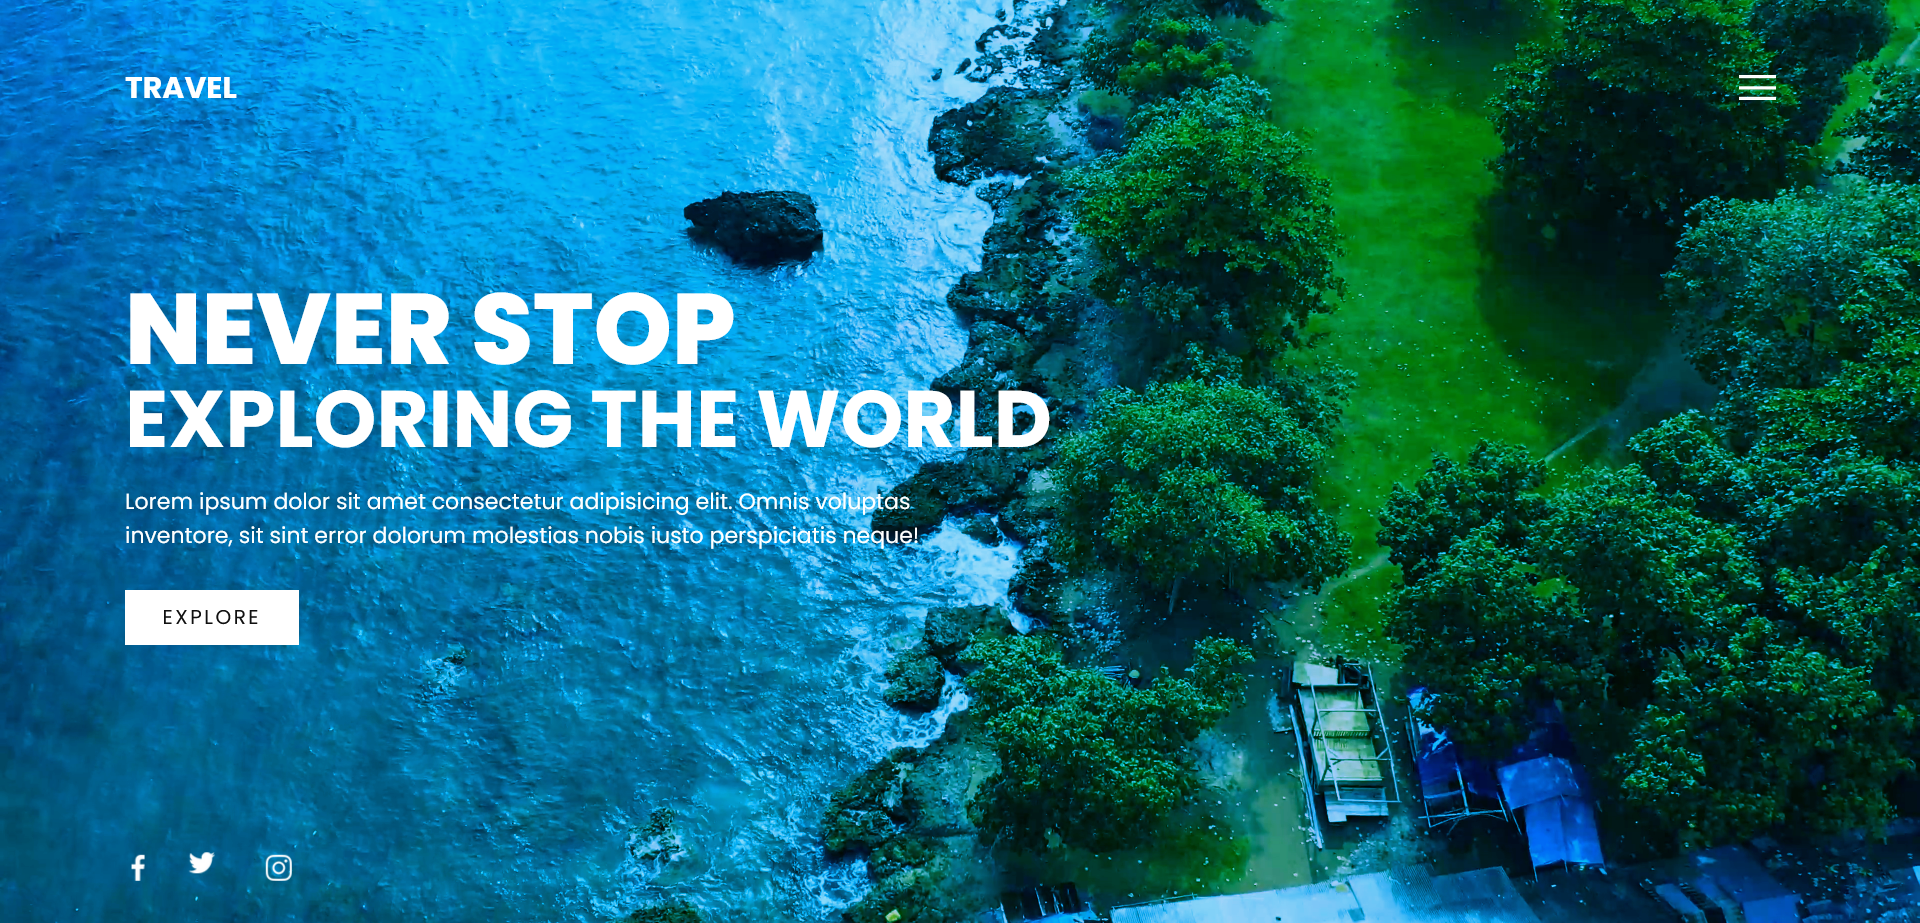 TRAVEL
NEVER STOP
EXPLORING THE WORLD
Lorem ipsum dolor sit amet consectetur adipisicing elit. Omnis voluptas
inventore, sit sint error dolorum molestias nobis iusto perspiciatis neque!
EXPLORE